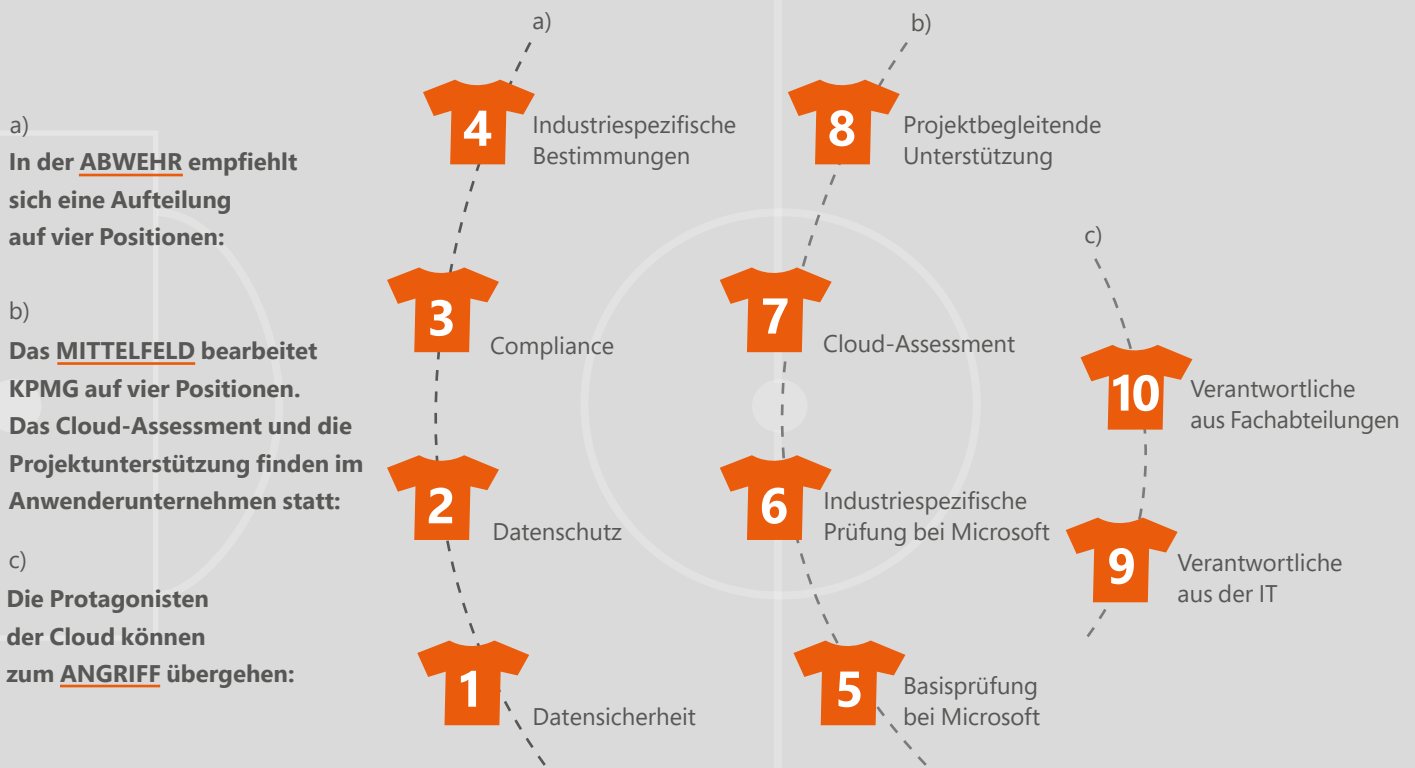 a)
In der ABWEHR empfiehlt
sich eine Aufteilung
auf vier Positionen:
b)
Das MITTELFELD bearbeitet
KPMG auf vier Positionen.
Das Cloud-Assessment und die
Projektunterstützung finden im
Anwenderunternehmen statt:
c)
Die Protagonisten
der Cloud können
zum ANGRIFF übergehen:
a)
4
Industriespezifische
Bestimmungen
3
Compliance
2
Datenschutz
1
Datensicherheit
b)
8
Projektbegleitende
Unterstützung
7
Cloud-Assessment
6
Industriespezifische
Prüfung bei Microsoft
5
Basisprüfung
bei Microsoft
c)
10
Verantwortliche
aus Fachabteilungen
9
Verantwortliche
aus der IT